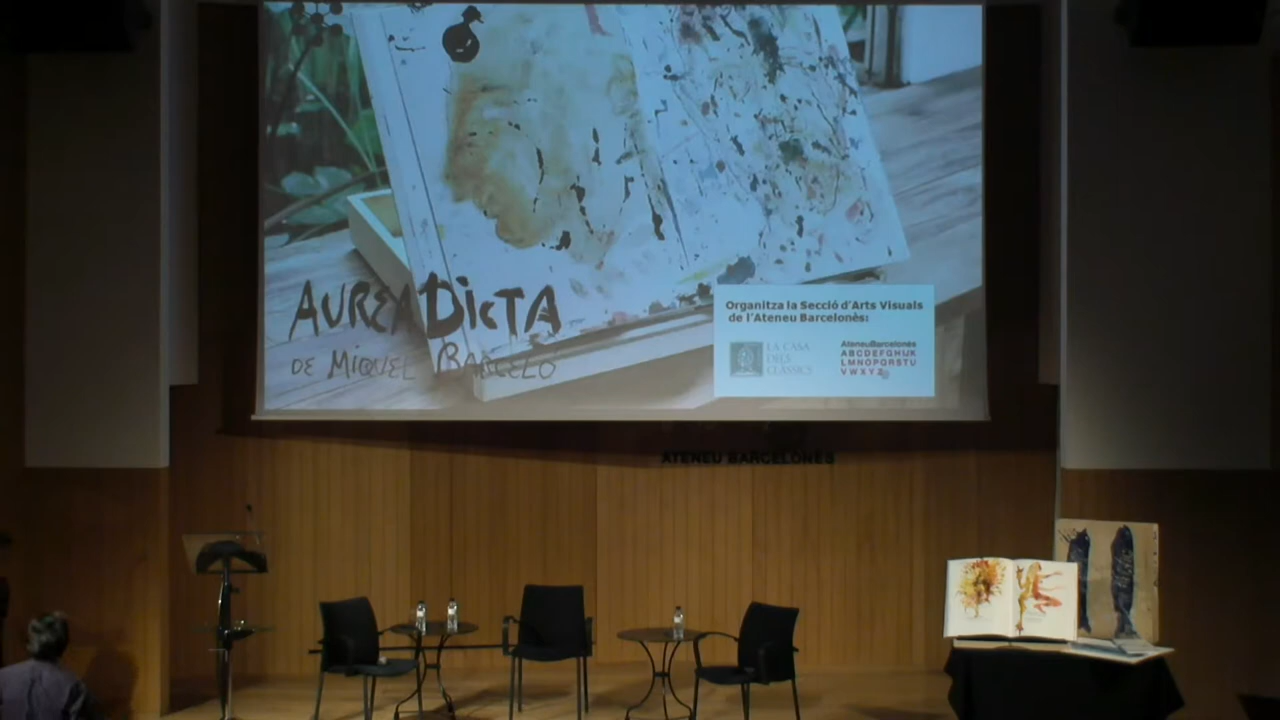 AUREA DicTA
DE MIQUEL BARCELÓ
Organitza la Secció d'Arts Visuals
de l'Ateneu Barcelonès:
LA CASA
DELS
CLÀSSICS
AteneuBarcelonès
ABCDEFGHIJK
LMNOPQRSTU
VWXYZ
ATENEU BARCELONÈS